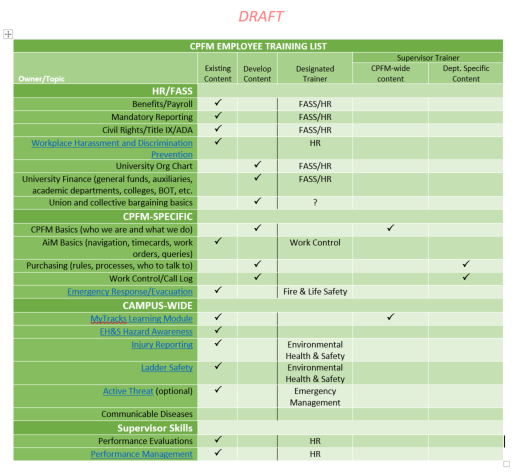 DRAFT
CPFM EMPLOYEE TRAINING LIST
Supervisor Trainer
Existing Develop Designated CPFM-wide Dept. Specific
Owner/Topic Content Content Trainer content Content
HR/FASS
Benefits/Payroll ✓ FASS/HR
Mandatory Reporting ✓ FASS/HR
Civil Rights/Title IX/ADA ✓ FASS/HR
Workplace Harassment and Discrimination ✓ HR
Prevention
University Org Chart ✓ FASS/HR
University Finance (general funds, auxiliaries, ✓ FASS/HR
academic departments, colleges, BOT, etc.
Union and collective bargaining basics ✓ ?
CPFM-SPECIFIC
CPFM Basics (who we are and what we do) ✓ ✓
AiM Basics (navigation, timecards, work ✓ Work Control
orders, queries)
Purchasing (rules, processes, who to talk to) ✓ ✓
Work Control/Call Log ✓ ✓
Emergency Response/Evacuation ✓ Fire & Life Safety
CAMPUS-WIDE
MyTracks Learning Module ✓ ✓
EH&S Hazard Awareness ✓
Injury Reporting ✓ Environmental
Health & Safety
Ladder Safety ✓ Environmental
Health & Safety
Active Threat (optional) ✓ Emergency
Management
Communicable Diseases
Supervisor Skills
Performance Evaluations ✓ HR
Performance Management ✓ HR